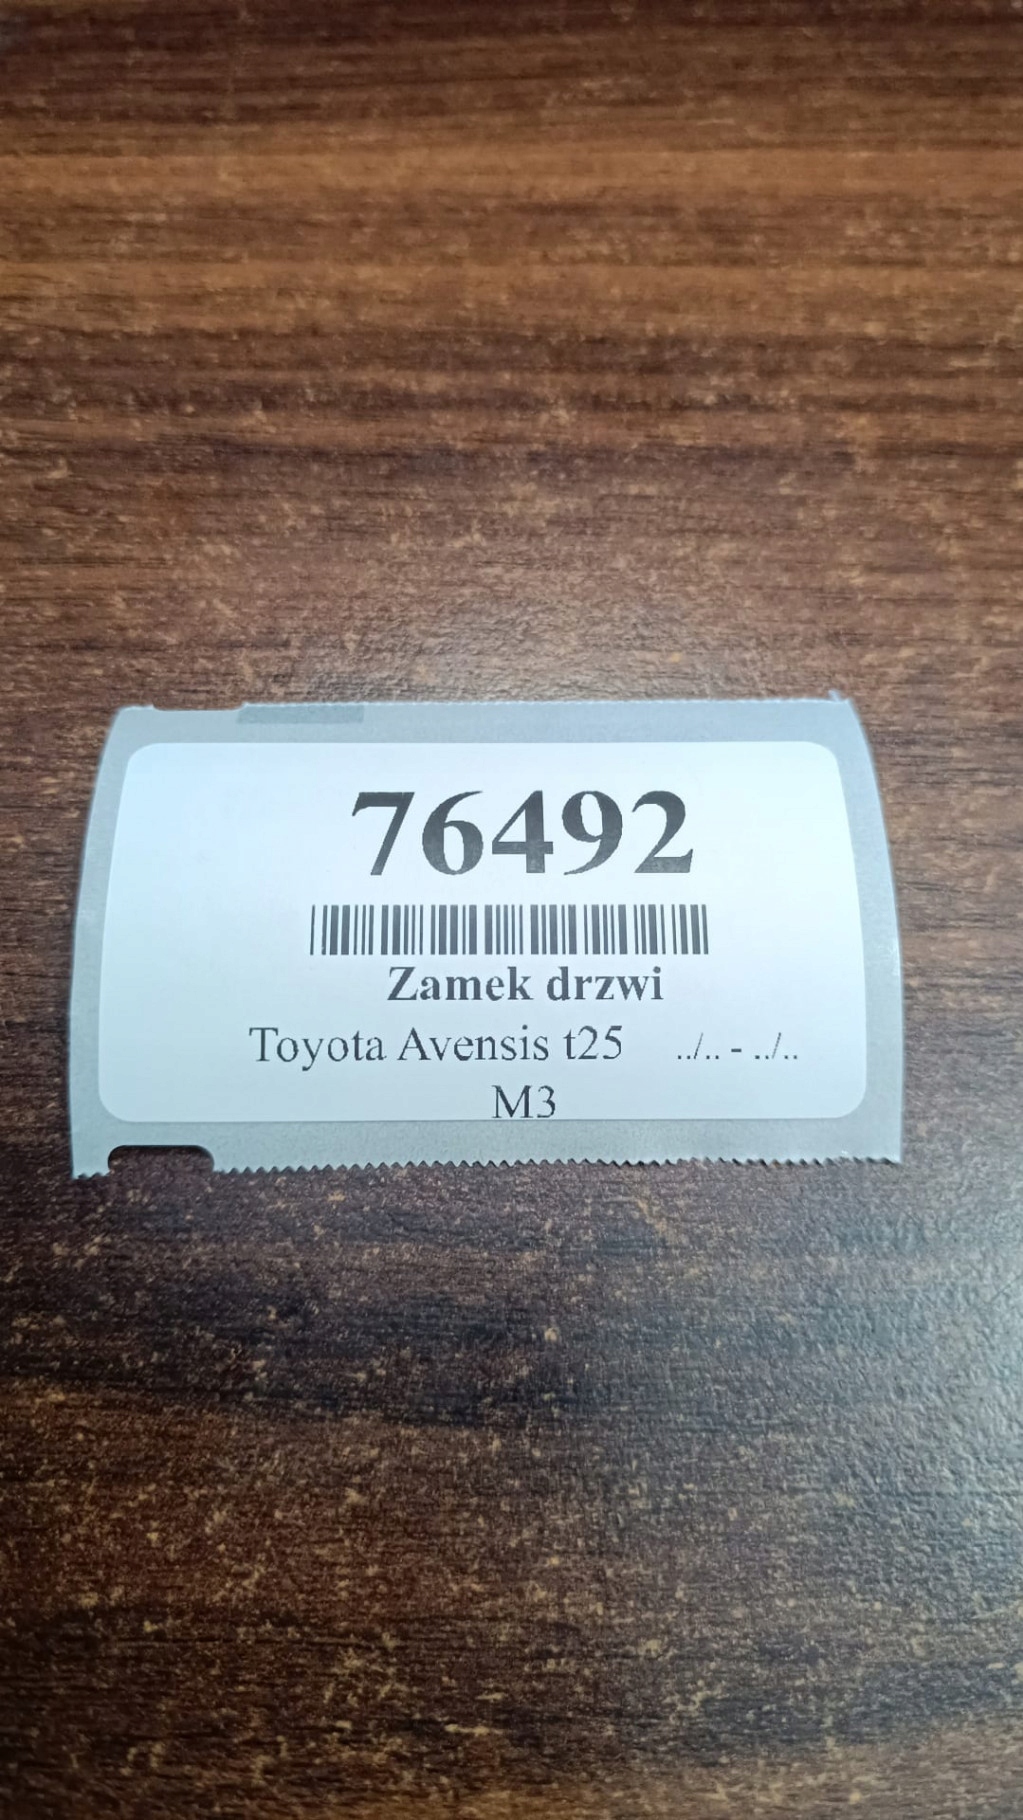 76492
Zamek drzwi
Toyota Avensis t25 ../.. - ../..
M3